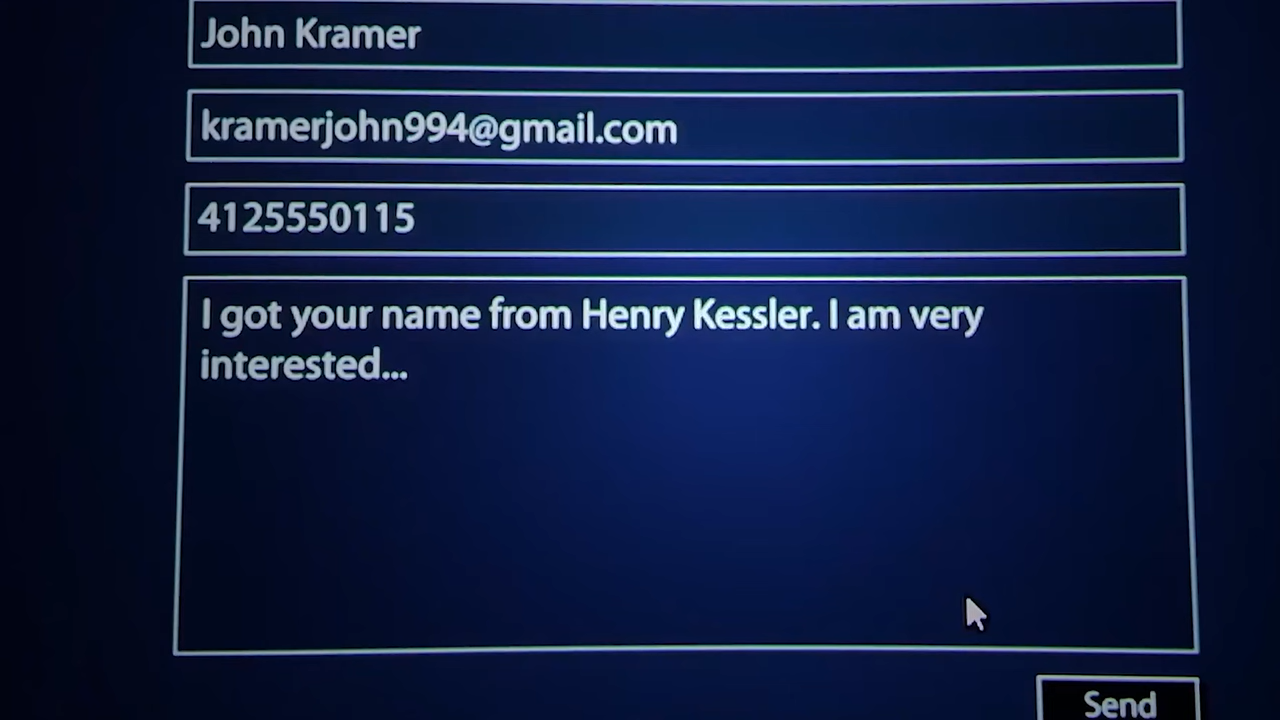 John Kramer
kramerjohn994@gmail.com
4125550115
I got your name from Henry Kessler. I am very
interested...
Send